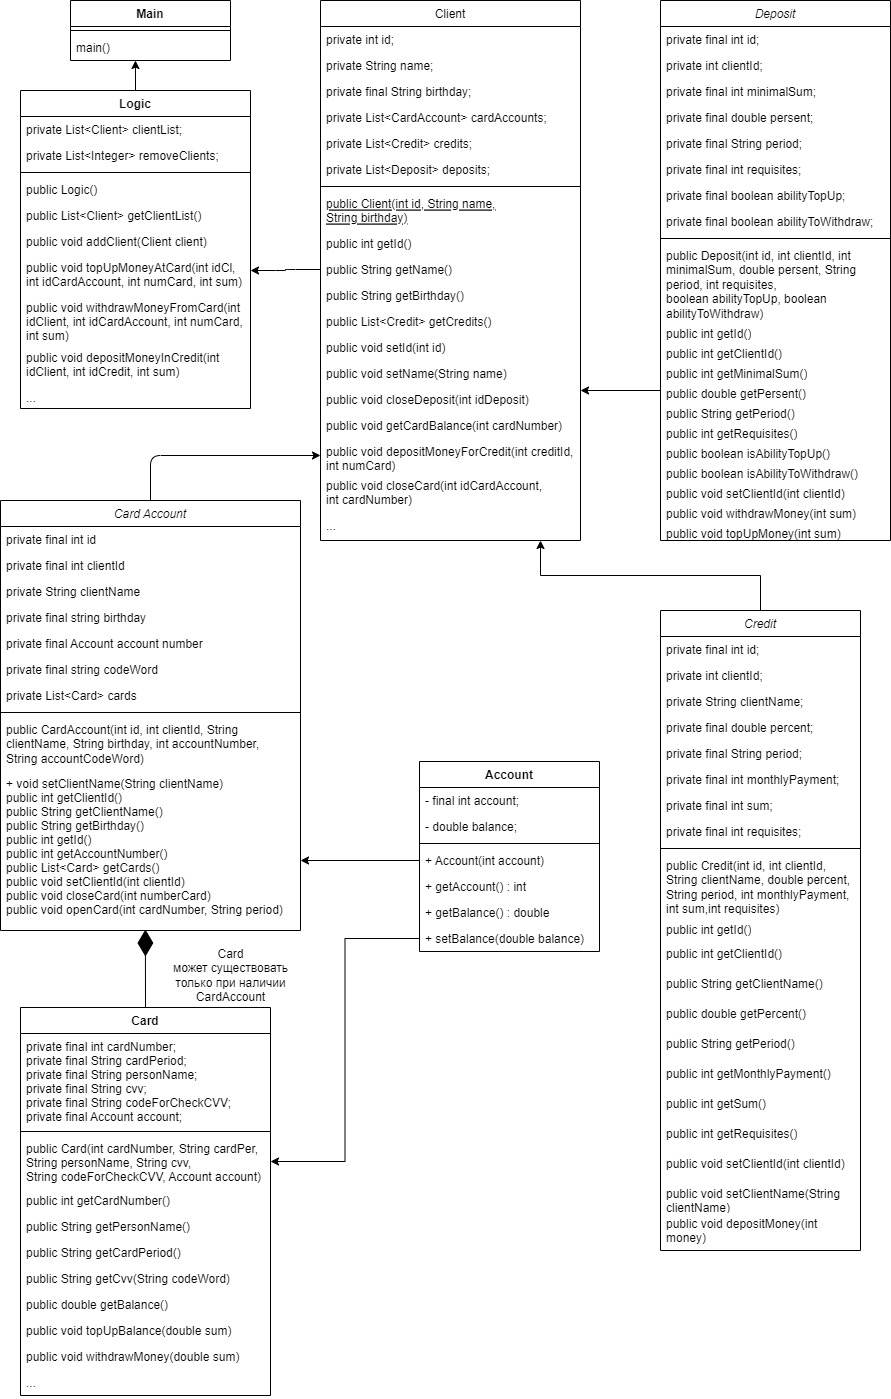 Main
main()
Logic
private List<Client> clientList;
private List<Integer> removeClients;
public Logic()
public List<Client> getClientList()
public void addClient(Client client)
public void topUpMoneyAtCard(int idCl,
int idCardAccount, int numCard, int sum)
public void withdrawMoneyFromCard(int
idClient, int idCardAccount, int numCard,
int sum)
public void depositMoneyInCredit(int
idClient, int idCredit, int sum)
...
Client
private int id;
private String name;
private final String birthday;
private List<CardAccount> cardAccounts;
private List<Credit> credits;
private List<Deposit> deposits;
public Client(int id, String name,
String birthday)
public int getId()
public String getName()
public String getBirthday()
public List<Credit> getCredits()
public void setId(int id)
public void setName(String name)
public void closeDeposit(int idDeposit)
public void getCardBalance(int cardNumber)
public void depositMoneyForCredit(int creditId,
int numCard)
public void closeCard(int idCardAccount,
int cardNumber)
...
Deposit
private final int id;
private int clientId;
private final int minimalSum;
private final double persent;
private final String period;
private final int requisites;
private final boolean abilityTopUp;
private final boolean abilityToWithdraw;
public Deposit(int id, int clientId, int
minimalSum, double persent, String
period, int requisites,
boolean abilityTopUp, boolean
abilityToWithdraw)
public int getId()
public int getClientId()
public int getMinimalSum()
public double getPersent()
public String getPeriod()
public int getRequisites()
public boolean isAbilityTopUp()
public boolean isAbilityToWithdraw()
public void setClientId(int clientId)
public void withdrawMoney(int sum)
public void topUpMoney(int sum)
Card Account
private final int id
private final int clientId
private String clientName
private final string birthday
private final Account account number
private final string codeWord
private List<Card> cards
public CardAccount(int id, int clientId, String
clientName, String birthday, int accountNumber,
String accountCodeWord)
+ void setClientName(String clientName)
public int getClientId()
public String getClientName()
public String getBirthday()
public int getId()
public int getAccountNumber()
public List<Card> getCards()
public void setClientId(int clientId)
public void closeCard(int numberCard)
public void openCard(int cardNumber, String period)
Account
- final int account;
- double balance;
+ Account(int account)
+ getAccount() : int
+ getBalance() : double
+ setBalance(double balance)
Credit
private final int id;
private int clientId;
private String clientName;
private final double percent;
private final String period;
private final int monthlyPayment;
private final int sum;
private final int requisites;
public Credit(int id, int clientId,
String clientName, double percent,
String period, int monthlyPayment,
int sum,int requisites)
public int getId()
public int getClientId()
public String getClientName()
public double getPercent()
public String getPeriod()
public int getMonthlyPayment()
public int getSum()
public int getRequisites()
public void setClientId(int clientId)
public void setClientName(String
clientName)
public void depositMoney(int
money)
Card
может существовать
только при наличии
CardAccount
Card
private final int cardNumber;
private final String cardPeriod;
private final String personName;
private final String cvv;
private final String codeForCheckCVV;
private final Account account;
public Card(int cardNumber, String cardPer,
String personName, String cvv,
String codeForCheckCVV, Account account)
public int getCardNumber()
public String getPersonName()
public String getCardPeriod()
public String getCvv(String codeWord)
public double getBalance()
public void topUpBalance(double sum)
public void withdrawMoney(double sum)
...